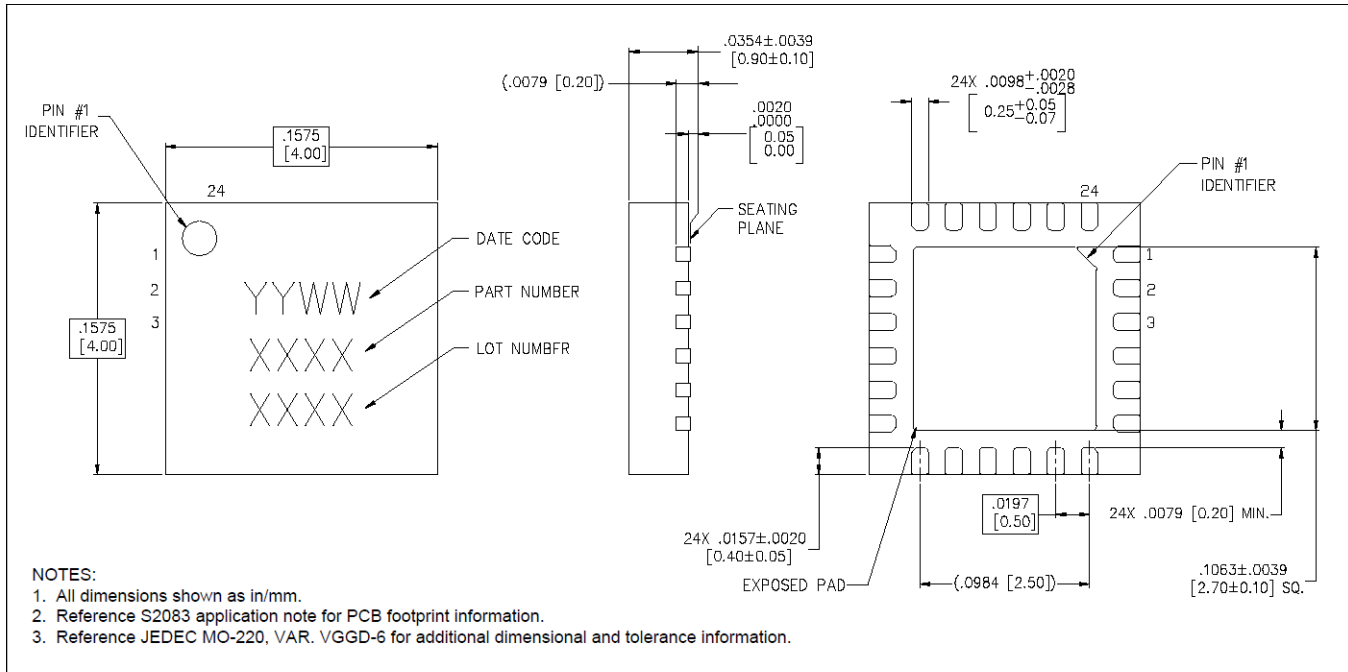 PIN #1
IDENTIFIER
.1575
[4.00]
24
1
2
3
.1575
[4.00]
YYWW
XXXX
XXXX
DATE CODE
PART NUMBER
LOT NUMBFR
.0354±.0039
[0.90±0.10]
(.0079 [0.20])
.0020
.0000
[0.05
0.00]
SEATING
PLANE
24X .0098+.0020
-.0028
[0.25+0.05
-0.07]
PIN #1
IDENTIFIER
24
1
2
3
.0197
[0.50]
24X .0079 [0.20] MIN.
24X .0157±.0020
[0.40±0.05]
EXPOSED PAD
(.0984 [2.50])
.1063±.0039
[2.70±0.10] SQ.
NOTES:
1. All dimensions shown as in/mm.
2. Reference S2083 application note for PCB footprint information.
3. Reference JEDEC MO-220, VAR. VGGD-6 for additional dimensional and tolerance information.